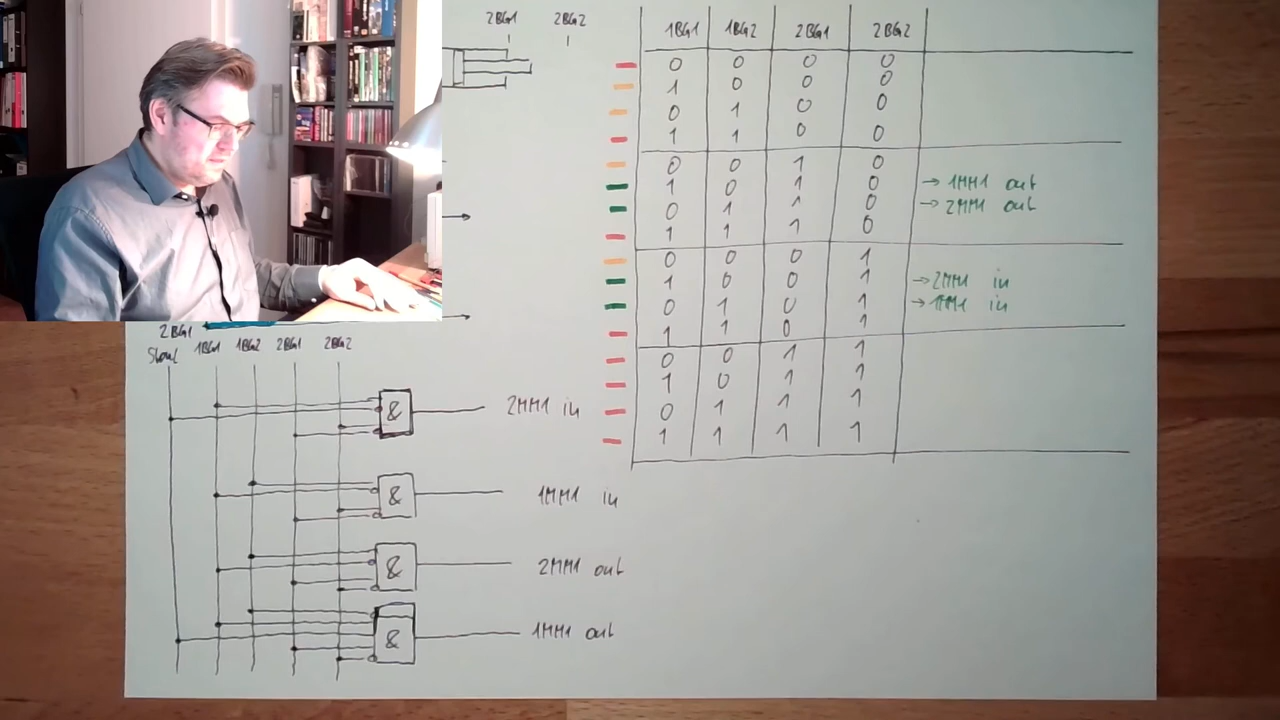 2BG1 2BG2
1BG1 1BG2 2BG1 2BG2
0 0 0 0
1 0 0 0
0 1 0 0
1 1 0 0
0 0 1 0
1 0 1 0 → 1MM1 out
0 1 1 0 → 2MM1 out
1 1 1 0
0 0 0 1
1 0 0 1 → 2MM1 in
0 1 0 1 → 1MM1 in
1 1 0 1
0 0 1 1
1 0 1 1
0 1 1 1
1 1 1 1
2BG1
Start 1BG1 1BG2 2BG1 2BG2
& 2MM1 in
& 1MM1 in
& 2MM1 out
& 1MM1 out